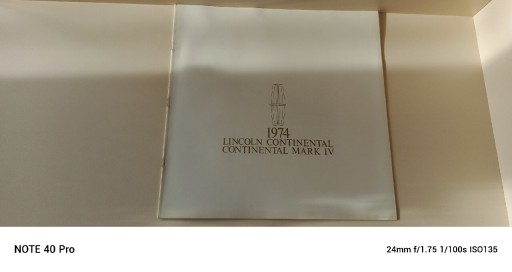 1974
LINCOLN CONTINENTAL
CONTINENTAL MARK IV
NOTE 40 Pro
24mm f/1.75 1/100s ISO135